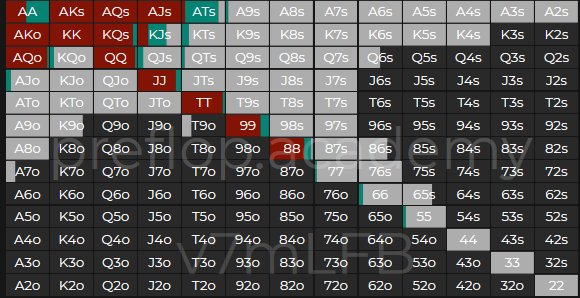 AA AKs AQs AJs ATs A9s A8s A7s A6s A5s A4s A3s A2s
AKo KK KQs KJs KTs K9s K8s K7s K6s K5s K4s K3s K2s
AQo KQo QQ QJs QTs Q9s Q8s Q7s Q6s Q5s Q4s Q3s Q2s
AJo KJo QJo JJ JTs J9s J8s J7s J6s J5s J4s J3s J2s
ATo KTo QTo JTo TT T9s T8s T7s T6s T5s T4s T3s T2s
A9o K9o Q9o J9o T9o 99 98s 97s 96s 95s 94s 93s 92s
A8o K8o Q8o J8o T8o 98o 88 87s 86s 85s 84s 83s 82s
preflop.academy
A7o K7o Q7o J7o T7o 97o 87o 77 76s 75s 74s 73s 72s
A6o K6o Q6o J6o T6o 96o 86o 76o 66 65s 64s 63s 62s
A5o K5o Q5o J5o T5o 95o 85o 75o 65o 55 54s 53s 52s
A4o K4o Q4o J4o T4o 94o 84o 74o 64o 54o 44 43s 42s
v7mLFB
A3o K3o Q3o J3o T3o 93o 83o 73o 63o 53o 43o 33 32s
A2o K2o Q2o J2o T2o 92o 82o 72o 62o 52o 42o 32o 22